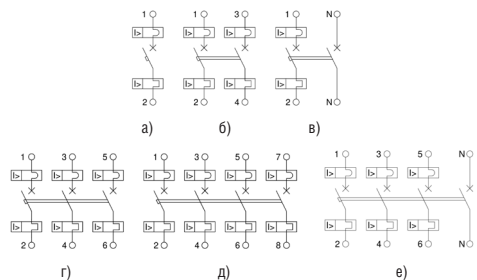 1 1 3 1 N
I> I> I> I>
I> I> I> I>
2 2 4 2 N
а) б) в)
1 3 5 1 3 5 7 1 3 5 N
I> I> I> I> I> I> I> I> I> I>
I> I> I> I> I> I> I> I> I> I>
2 4 6 2 4 6 8 2 4 6 N
г) д) е)